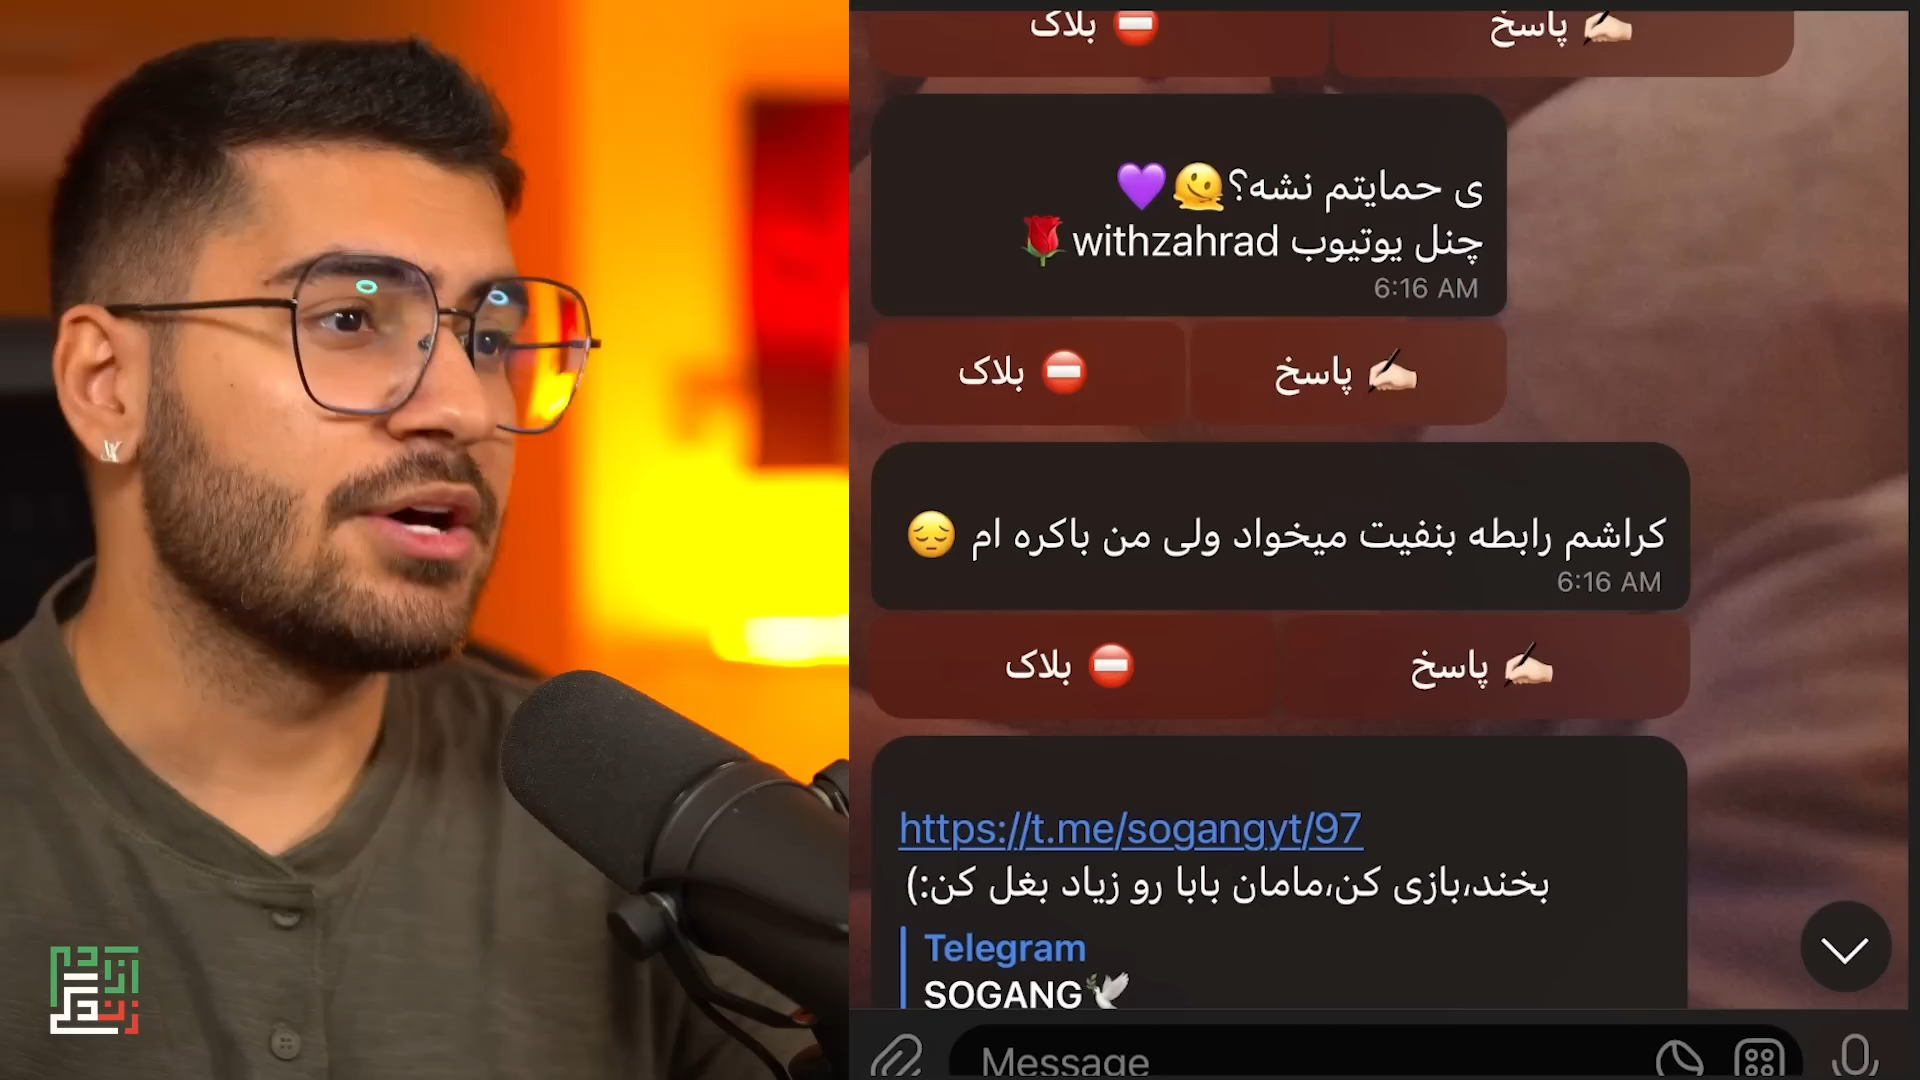 بلاک
پاسخ
ی حمایتم نشه؟
چنل یوتیوب withzahrad
6:16 AM
بلاک
پاسخ
کراشم رابطه بنفیت میخواد ولی من باکره ام
6:16 AM
بلاک
پاسخ
https://t.me/sogangyt/97
بخند،بازی کن،مامان بابا رو زیاد بغل کن:)
Telegram
SOGANG
Message